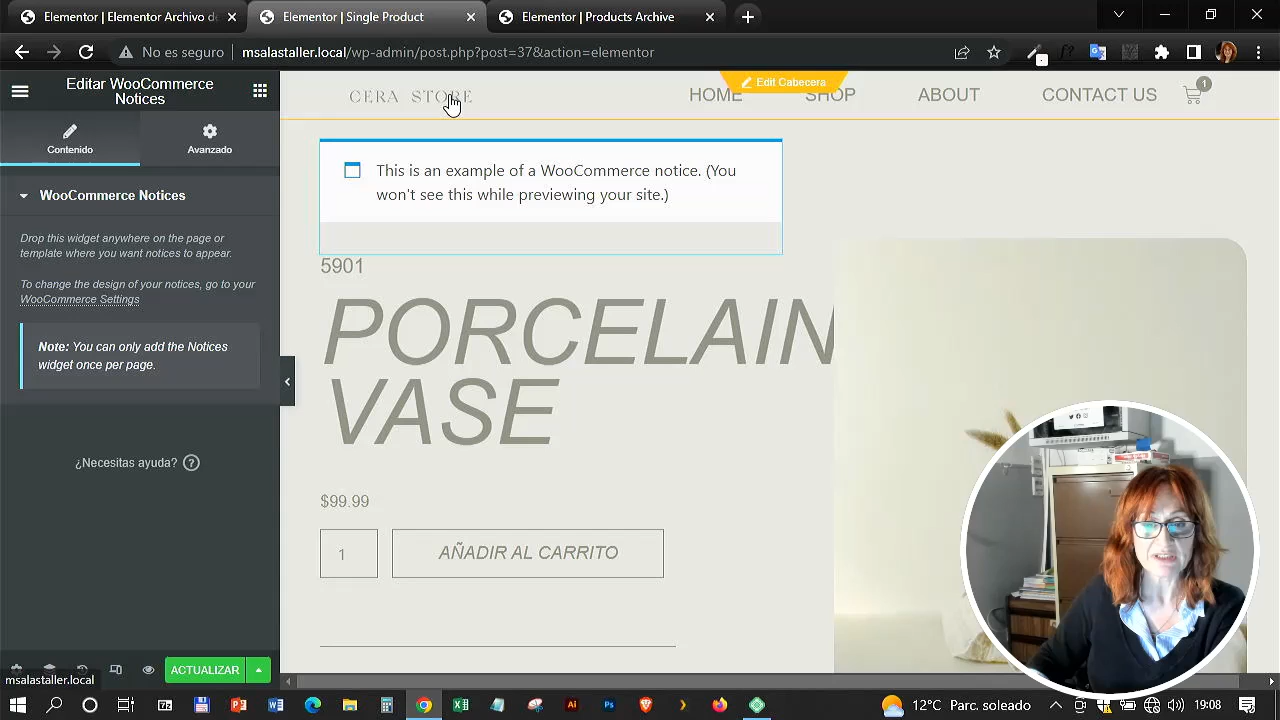 Elementor | Elementor Archivo de
Elementor | Single Product
Elementor | Products Archive
No es seguro
msalastaller.local/wp-admin/post.php?post=37&action=elementor
Editar WooCommerce
Notices
Contenido
Avanzado
WooCommerce Notices
Drop this widget anywhere on the page or
template where you want notices to appear.
To change the design of your notices, go to your
WooCommerce Settings
Note: You can only add the Notices
widget once per page.
¿Necesitas ayuda?
ACTUALIZAR
msalastaller.local
Edit Cabecera
CERA STORE
HOME
SHOP
ABOUT
CONTACT US
1
This is an example of a WooCommerce notice. (You
won't see this while previewing your site.)
5901
PORCELAIN
VASE
$99.99
1
AÑADIR AL CARRITO
12°C Parc. soleado
19:08